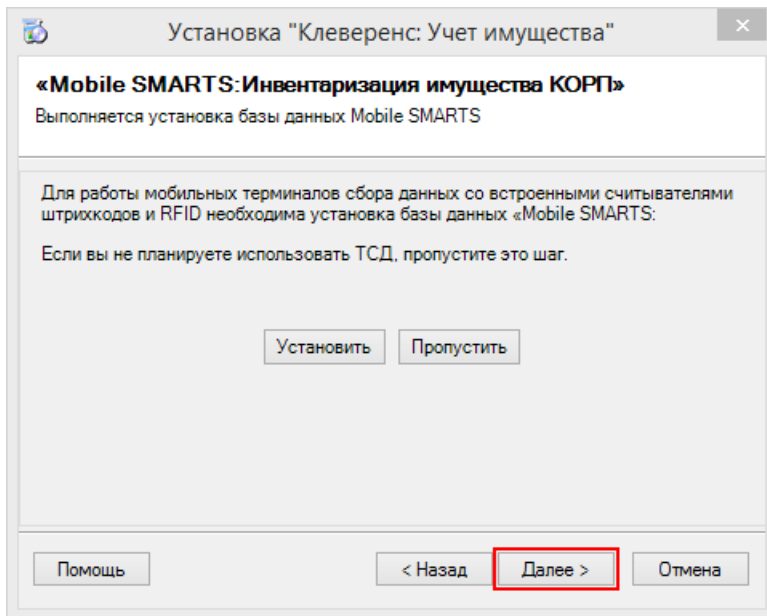 Установка "Клеверенс: Учет имущества"
«Mobile SMARTS:Инвентаризация имущества КОРП»
Выполняется установка базы данных Mobile SMARTS
Для работы мобильных терминалов сбора данных со встроенными считывателями
штрихкодов и RFID необходима установка базы данных «Mobile SMARTS:
Если вы не планируете использовать ТСД, пропустите это шаг.
Установить Пропустить
Помощь < Назад Далее > Отмена